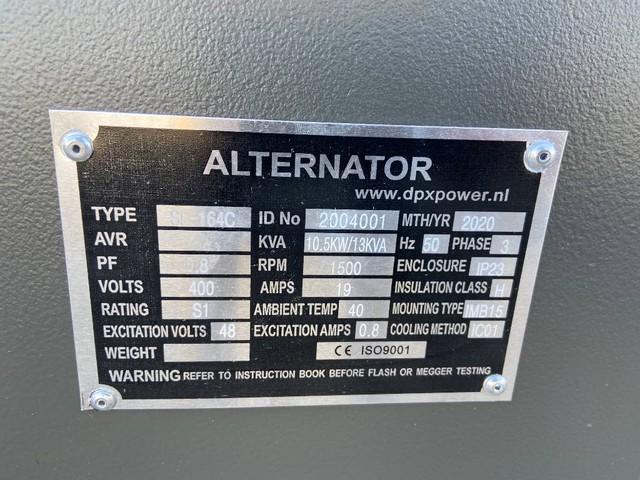 ALTERNATOR
www.dpxpower.nl
TYPE 164C ID No 2004001 MTH/YR 2020
AVR KVA 10.5KW/13KVA Hz 50 PHASE 3
PF 0.8 RPM 1500 ENCLOSURE IP23
VOLTS 400 AMPS 19 INSULATION CLASS H
RATING S1 AMBIENT TEMP 40 MOUNTING TYPE IMB15
EXCITATION VOLTS 48 EXCITATION AMPS 0.8 COOLING METHOD IC01
WEIGHT CE ISO9001
WARNING REFER TO INSTRUCTION BOOK BEFORE FLASH OR MEGGER TESTING